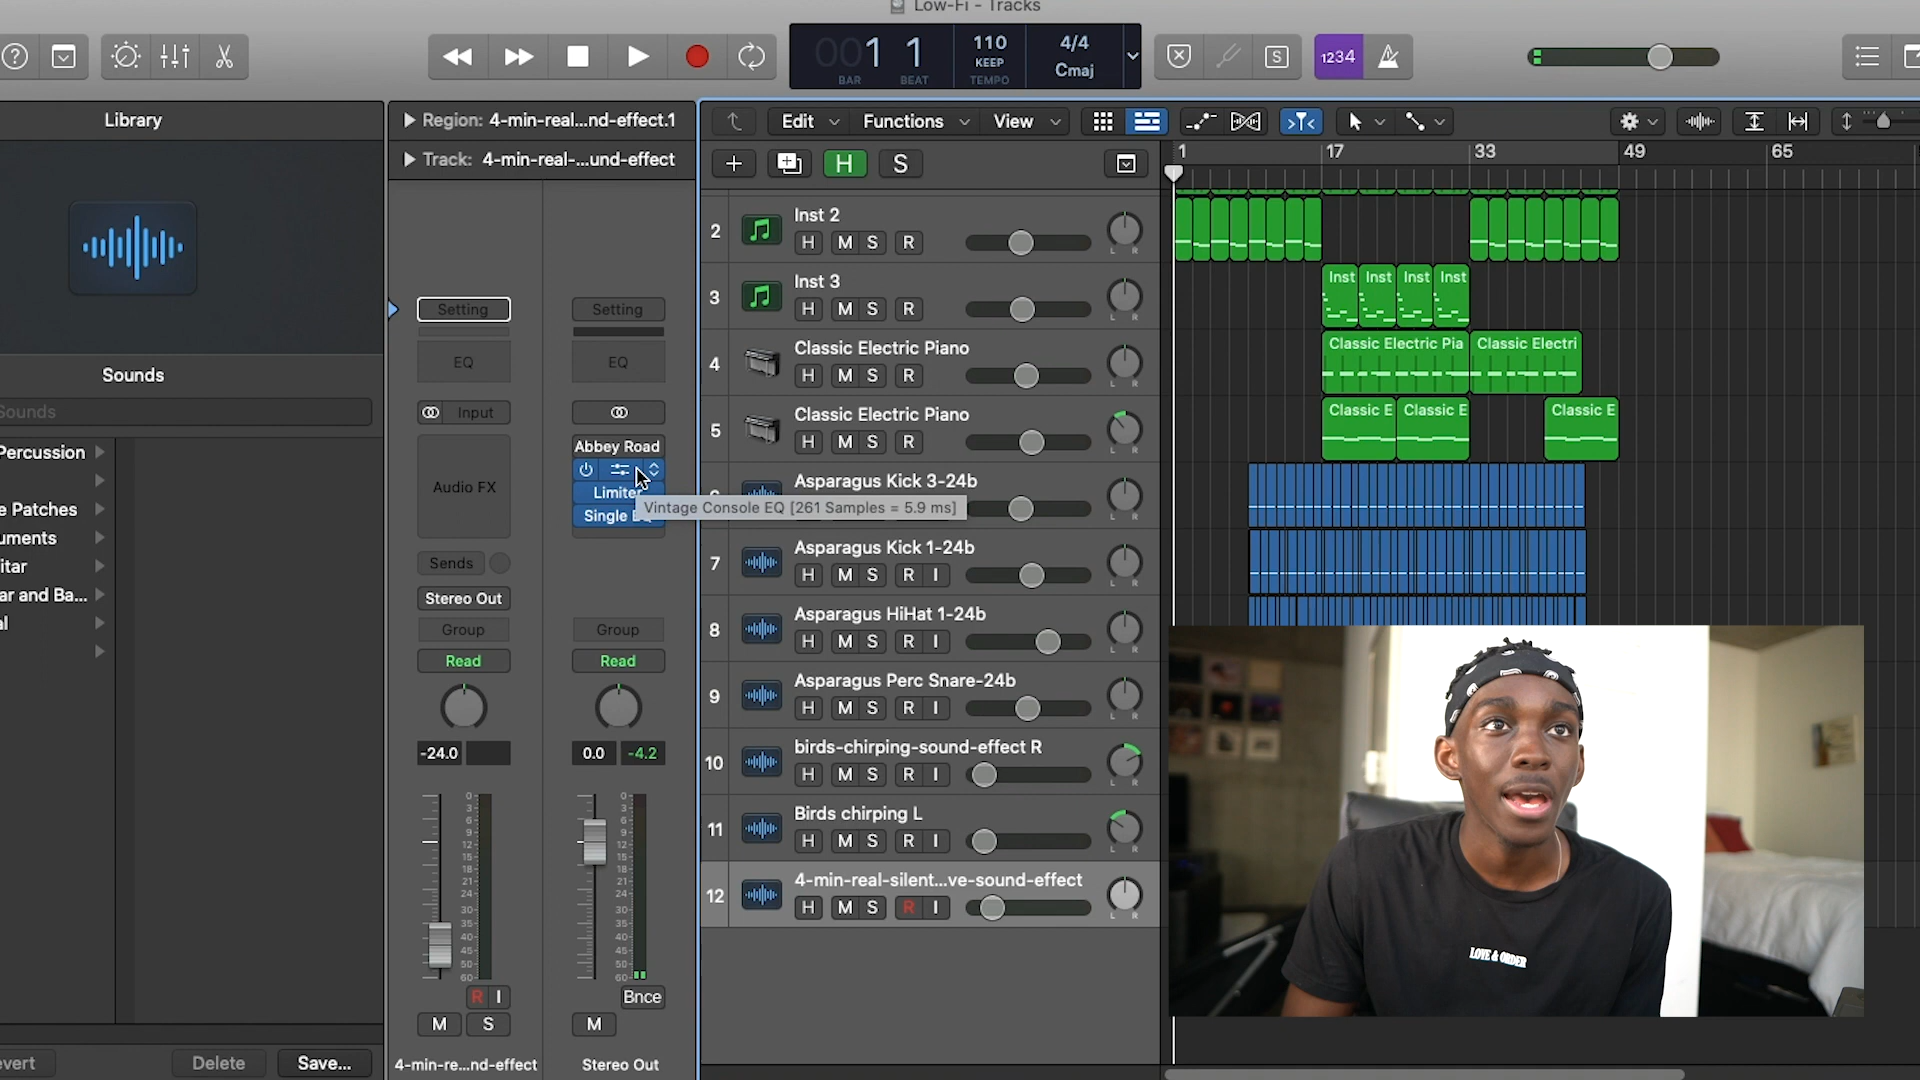 Low-Fi - Tracks
1 1
BAR BEAT
110
KEEP
TEMPO
4/4
Cmaj
S
1234
Library
Region: 4-min-real...nd-effect.1
Track: 4-min-real-...und-effect
Edit Functions View
H S
1 17 33 49 65
Setting Setting
EQ EQ
Input
Audio FX
Abbey Road
Limiter
Single
Vintage Console EQ [261 Samples = 5.9 ms]
Sends
Stereo Out
Group Group
Read Read
-24.0
0.0 -4.2
R I
Bnce
M S
M
4-min-re...nd-effect
Stereo Out
Sounds
Sounds
Percussion
e Patches
uments
itar
ar and Ba...
al
evert
Delete
Save...
2 Inst 2
H M S R
L R
3 Inst 3
H M S R
L R
4 Classic Electric Piano
H M S R
L R
5 Classic Electric Piano
H M S R
L R
Asparagus Kick 3-24b
L R
7 Asparagus Kick 1-24b
H M S R I
L R
8 Asparagus HiHat 1-24b
H M S R I
L R
9 Asparagus Perc Snare-24b
H M S R I
L R
10 birds-chirping-sound-effect R
H M S R I
L R
11 Birds chirping L
H M S R I
L R
12 4-min-real-silent...ve-sound-effect
H M S R I
L R
Inst Inst Inst Inst
Classic Electric Pia Classic Electri
Classic E Classic E Classic E
LOVE & ORDER